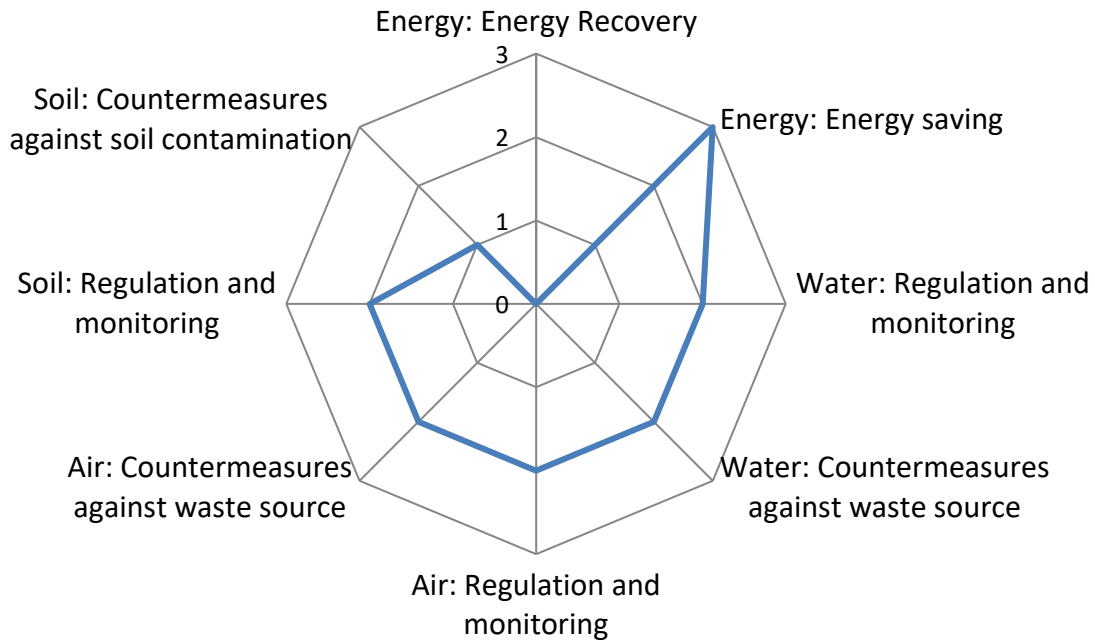 Energy: Energy Recovery
3
2
1
0
Energy: Energy saving
Water: Regulation and
monitoring
Water: Countermeasures
against waste source
Air: Regulation and
monitoring
Air: Countermeasures
against waste source
Soil: Regulation and
monitoring
Soil: Countermeasures
against soil contamination